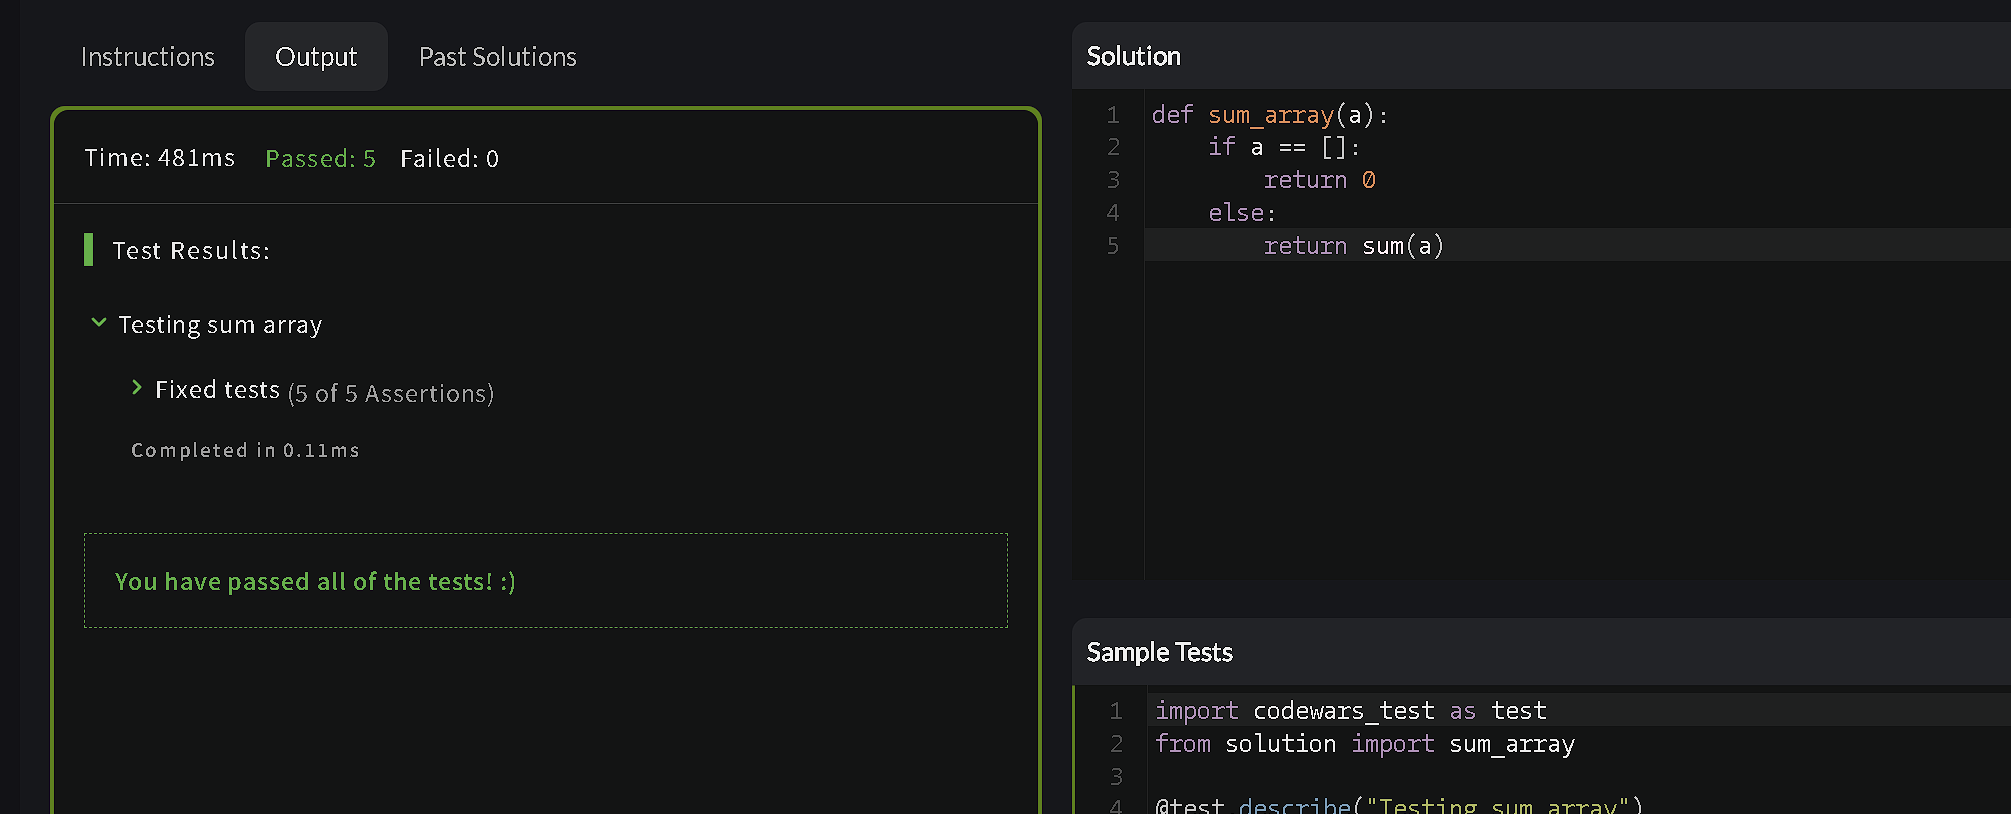 Instructions Output Past Solutions
Time: 481ms Passed: 5 Failed: 0
Test Results:
Testing sum array
Fixed tests (5 of 5 Assertions)
Completed in 0.11ms
You have passed all of the tests! :)
Solution
1 def sum_array(a):
2     if a == []:
3         return 0
4     else:
5         return sum(a)
Sample Tests
1 import codewars_test as test
2 from solution import sum_array
3
4 @test.describe("Testing sum array")